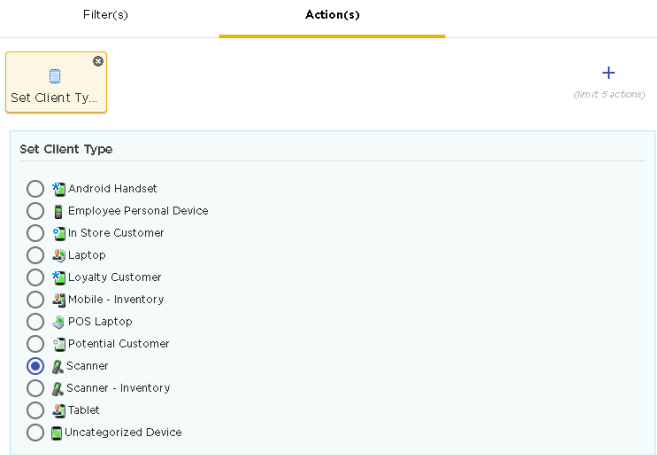 Filter(s)
Action(s)
Set Client Ty...
+
(limit 5 actions)
Set Client Type
Android Handset
Employee Personal Device
In Store Customer
Laptop
Loyalty Customer
Mobile - Inventory
POS Laptop
Potential Customer
Scanner
Scanner - Inventory
Tablet
Uncategorized Device